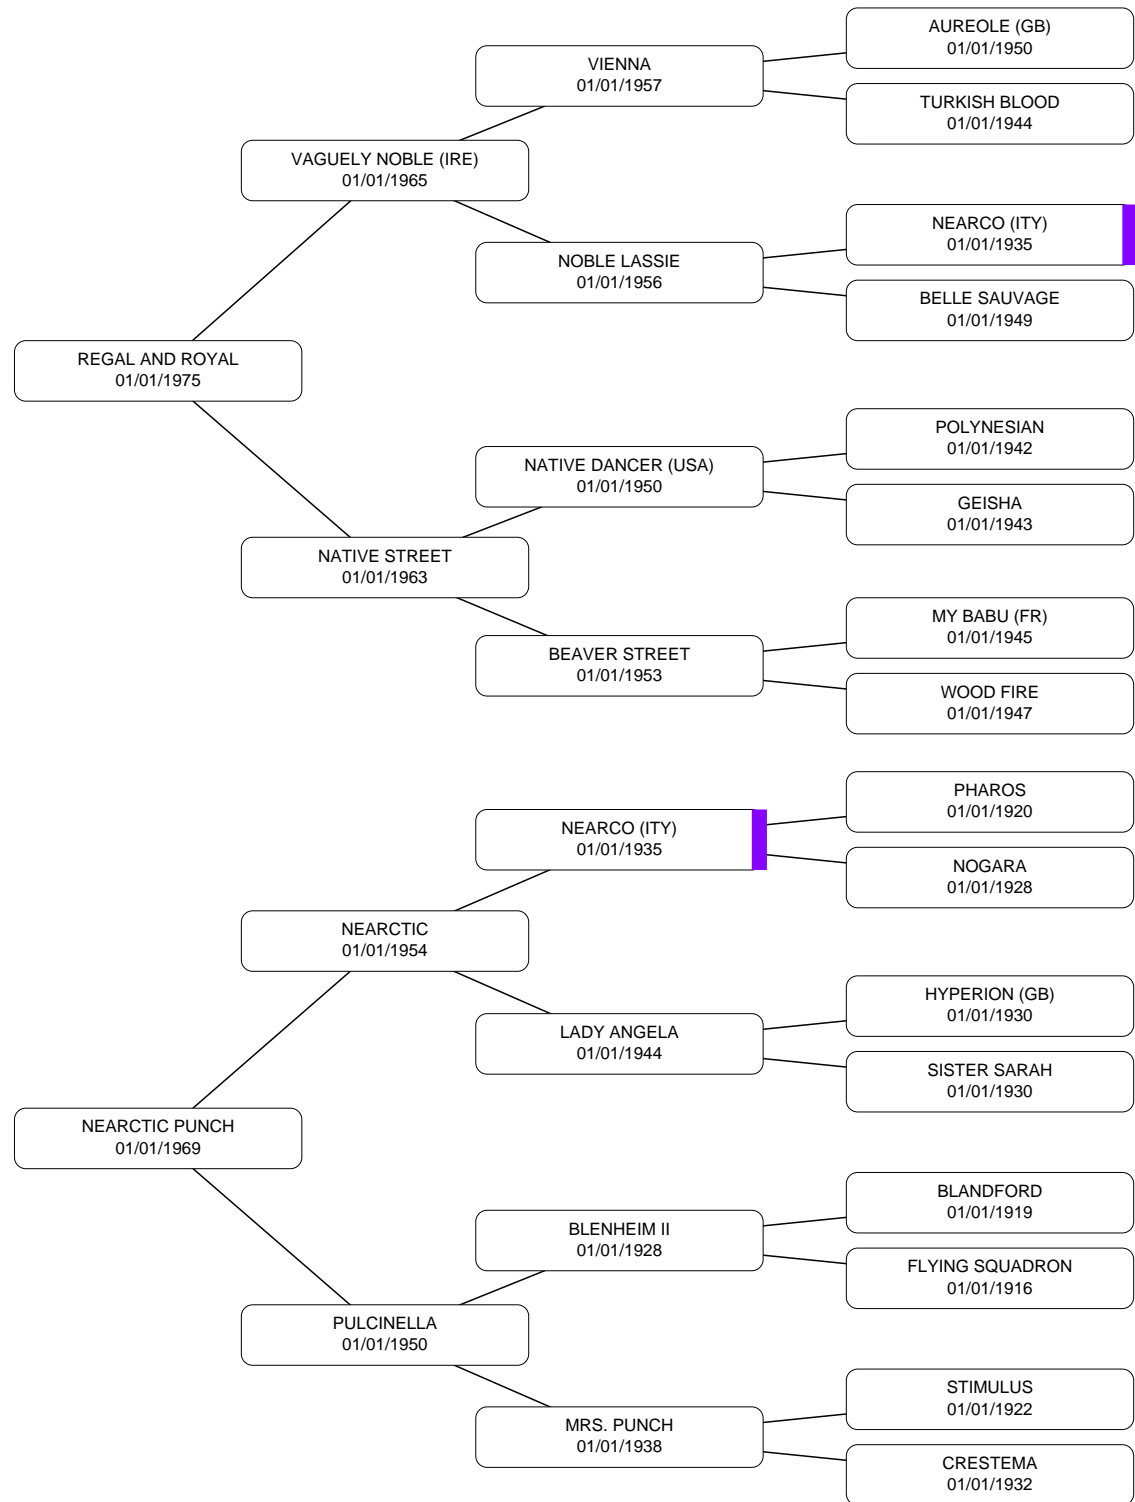 AUREOLE (GB)
01/01/1950
VIENNA
01/01/1957
TURKISH BLOOD
01/01/1944
VAGUELY NOBLE (IRE)
01/01/1965
NEARCO (ITY)
01/01/1935
NOBLE LASSIE
01/01/1956
BELLE SAUVAGE
01/01/1949
REGAL AND ROYAL
01/01/1975
POLYNESIAN
01/01/1942
NATIVE DANCER (USA)
01/01/1950
GEISHA
01/01/1943
NATIVE STREET
01/01/1963
MY BABU (FR)
01/01/1945
BEAVER STREET
01/01/1953
WOOD FIRE
01/01/1947
PHAROS
01/01/1920
NEARCO (ITY)
01/01/1935
NOGARA
01/01/1928
NEARCTIC
01/01/1954
HYPERION (GB)
01/01/1930
LADY ANGELA
01/01/1944
SISTER SARAH
01/01/1930
NEARCTIC PUNCH
01/01/1969
BLANDFORD
01/01/1919
BLENHEIM II
01/01/1928
FLYING SQUADRON
01/01/1916
PULCINELLA
01/01/1950
STIMULUS
01/01/1922
MRS. PUNCH
01/01/1938
CRESTEMA
01/01/1932